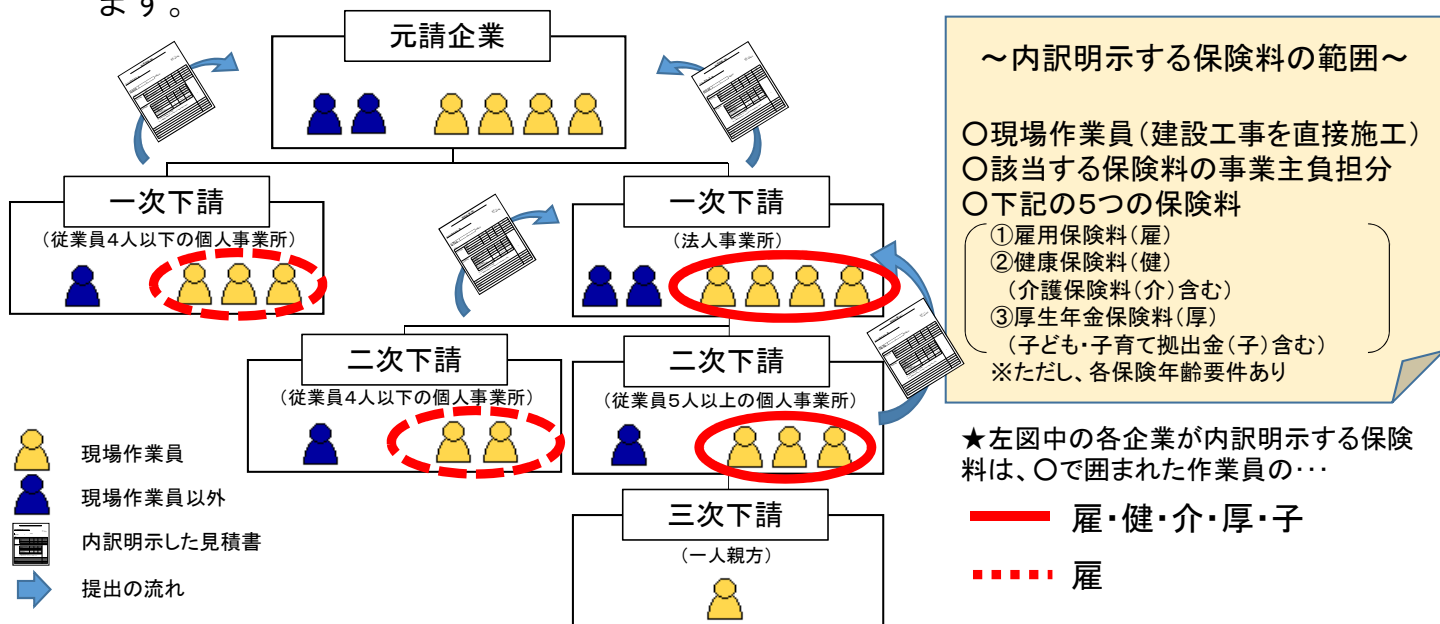 ます。
元請企業
一次下請
(従業員4人以下の個人事業所)
一次下請
(法人事業所)
二次下請
(従業員4人以下の個人事業所)
二次下請
(従業員5人以上の個人事業所)
三次下請
(一人親方)
現場作業員
現場作業員以外
内訳明示した見積書
提出の流れ
~内訳明示する保険料の範囲~
○現場作業員(建設工事を直接施工)
○該当する保険料の事業主負担分
○下記の5つの保険料
①雇用保険料(雇)
②健康保険料(健)
(介護保険料(介)含む)
③厚生年金保険料(厚)
(子ども・子育て拠出金(子)含む)
※ただし、各保険年齢要件あり
★左図中の各企業が内訳明示する保険
料は、○で囲まれた作業員の…
雇・健・介・厚・子
雇